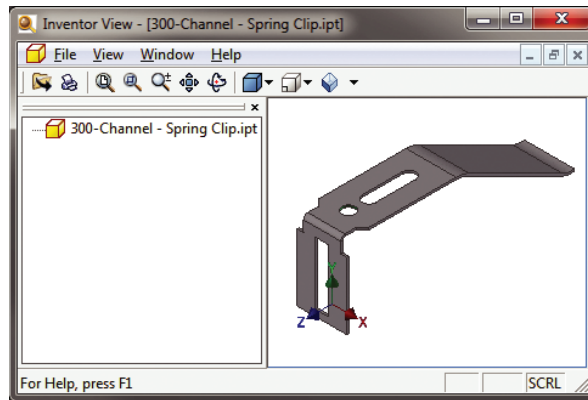 Inventor View - [300-Channel - Spring Clip.ipt]
File View Window Help
300-Channel - Spring Clip.ipt
Y
Z X
For Help, press F1 SCRL